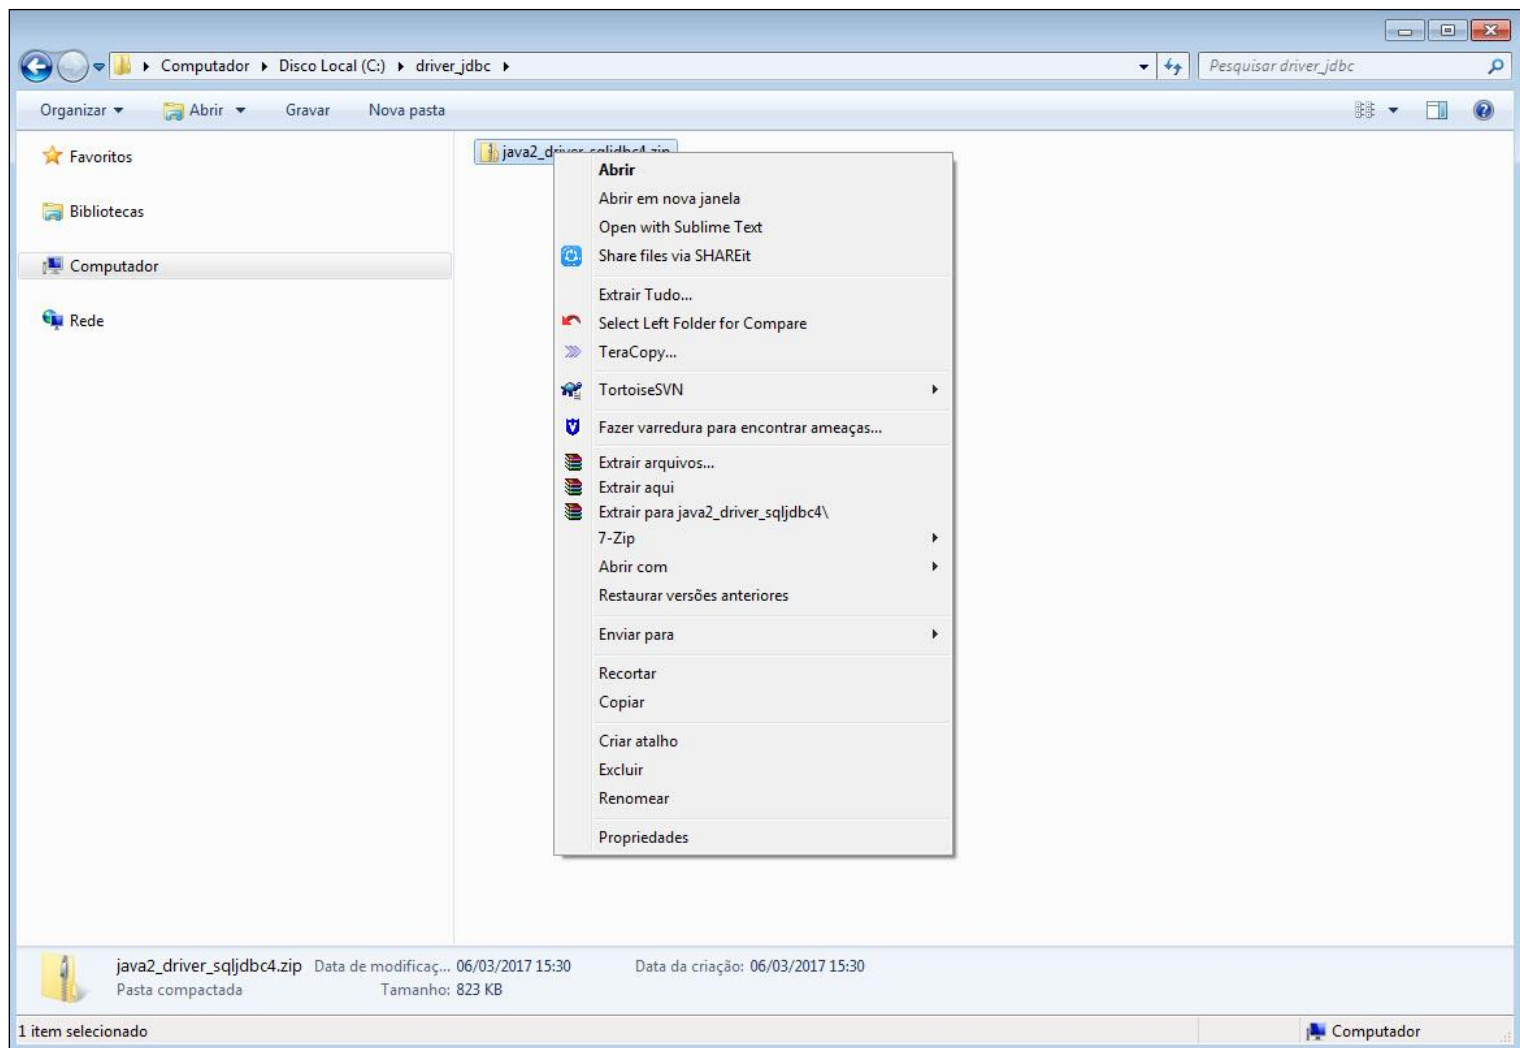 Computador Disco Local (C:) driver_jdbc
Pesquisar driver_jdbc
Organizar Abrir Gravar Nova pasta
Favoritos
Bibliotecas
Computador
Rede
java2_driver_sqljdbc4.zip
Abrir
Abrir em nova janela
Open with Sublime Text
Share files via SHAREit
Extrair Tudo...
Select Left Folder for Compare
TeraCopy...
TortoiseSVN
Fazer varredura para encontrar ameaças...
Extrair arquivos...
Extrair aqui
Extrair para java2_driver_sqljdbc4\
7-Zip
Abrir com
Restaurar versões anteriores
Enviar para
Recortar
Copiar
Criar atalho
Excluir
Renomear
Propriedades
java2_driver_sqljdbc4.zip Data de modificaç... 06/03/2017 15:30 Data da criação: 06/03/2017 15:30
Pasta compactada Tamanho: 823 KB
1 item selecionado Computador